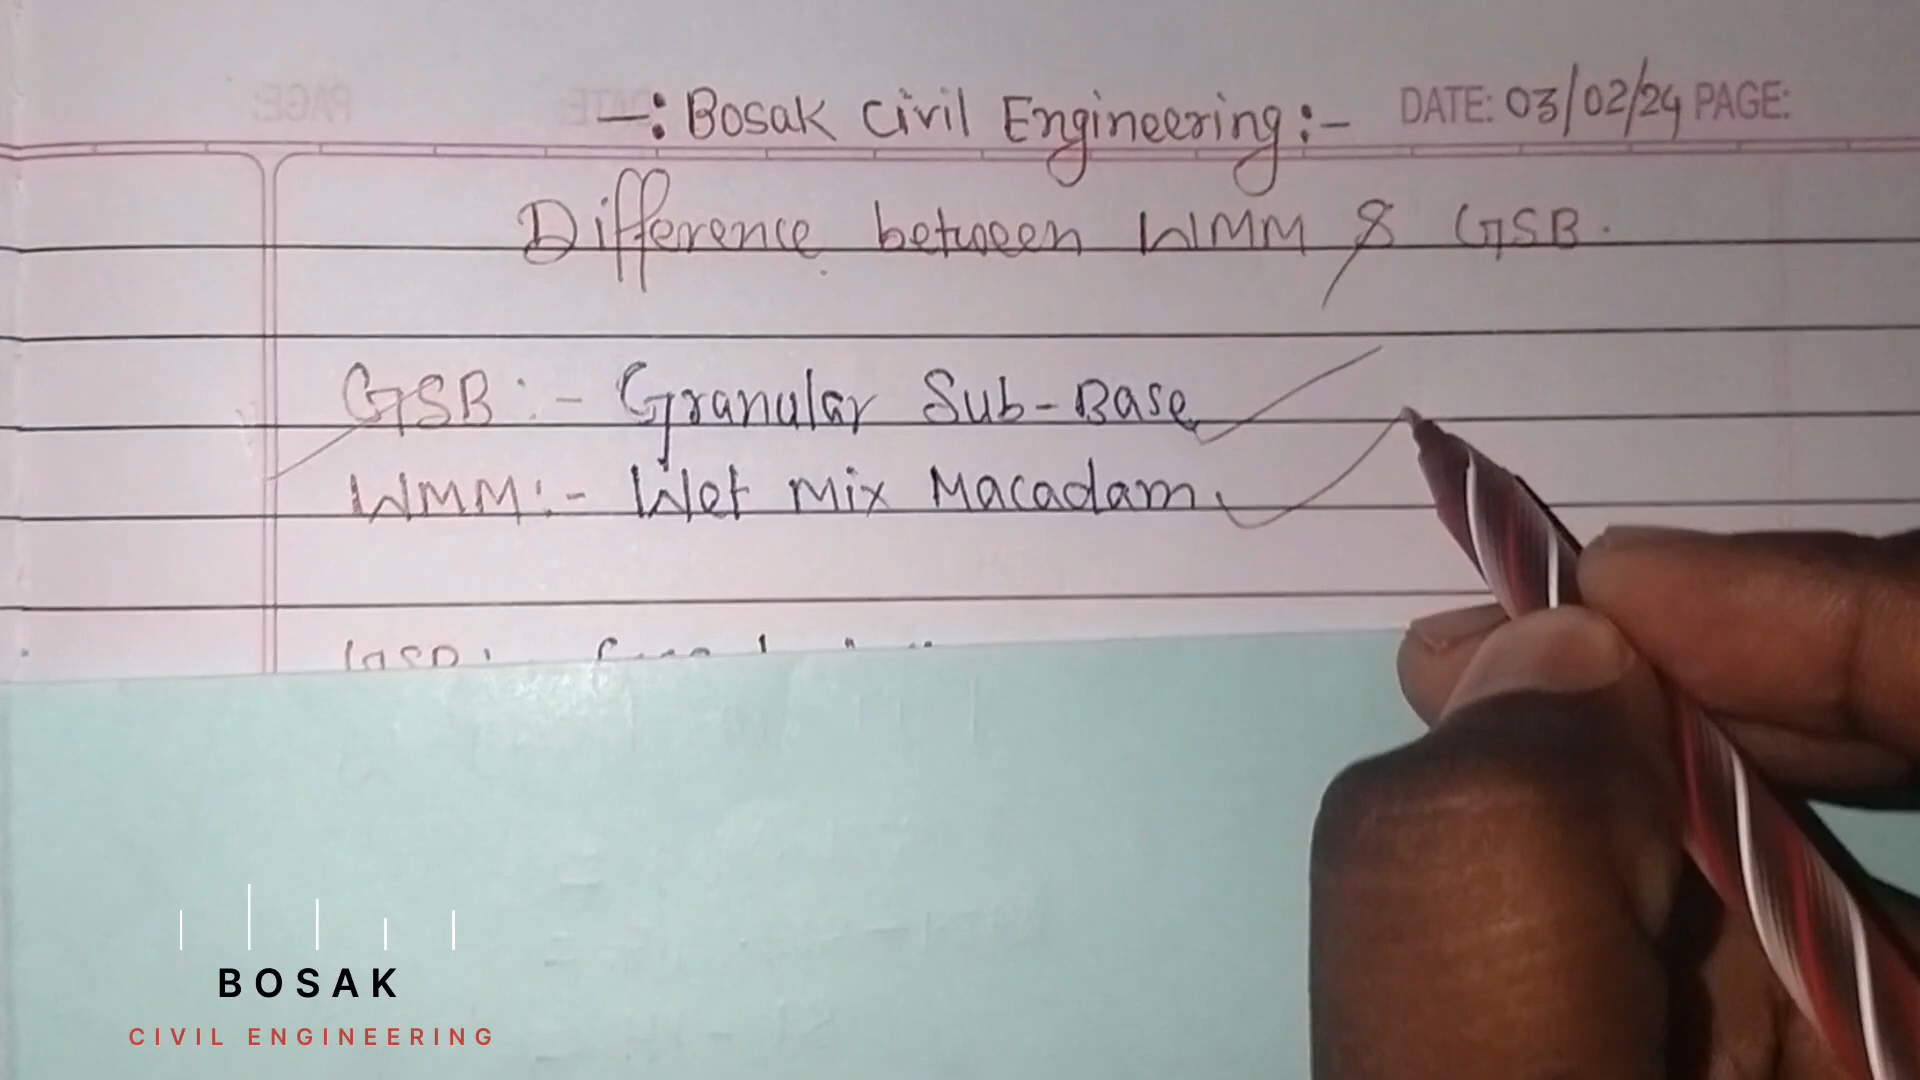 -: Bosak Civil Engineering :- DATE: 03/02/24 PAGE:
Difference between WMM & GSB.
GSB :- Granular Sub-Base
WMM :- Wet Mix Macadam
BOSAK
CIVIL ENGINEERING